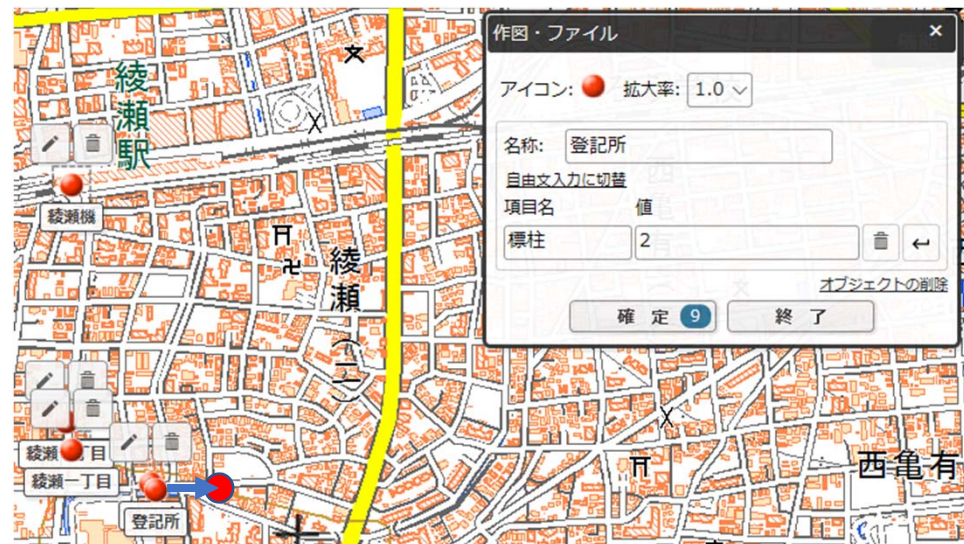 作図・ファイル
×
アイコン: 拡大率: 1.0
名称: 登記所
自由文入力に切替
項目名 値
標柱 2
オブジェクトの削除
確 定 9 終 了
綾瀬駅
綾瀬機
綾瀬(二)
綾瀬 丁目
綾瀬一丁目
登記所
西亀有